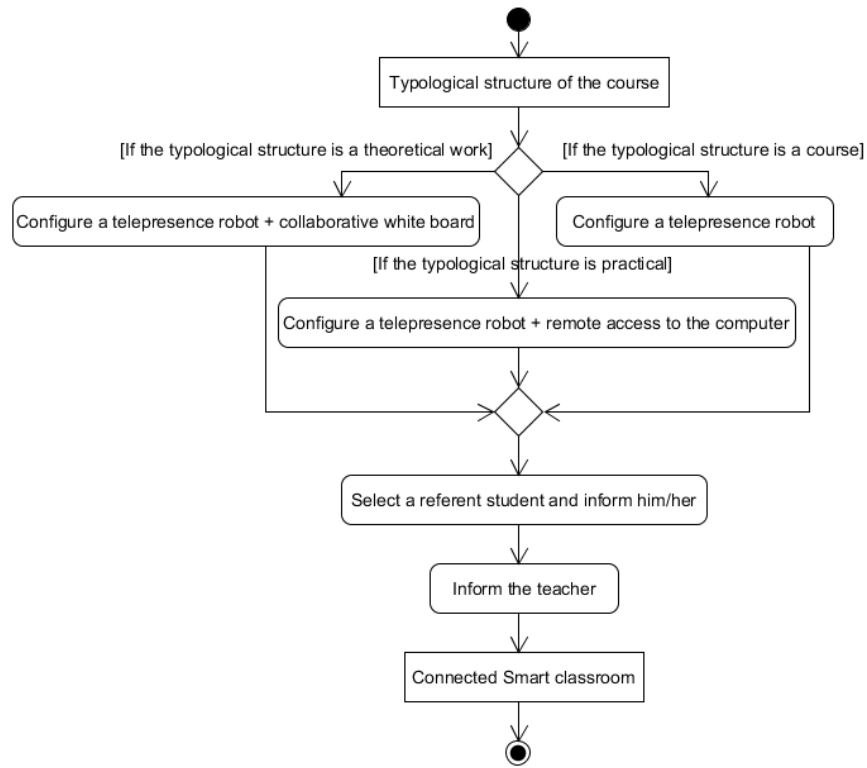 Typological structure of the course
[If the typological structure is a theoretical work]
[If the typological structure is a course]
Configure a telepresence robot + collaborative white board
Configure a telepresence robot
[If the typological structure is practical]
Configure a telepresence robot + remote access to the computer
Select a referent student and inform him/her
Inform the teacher
Connected Smart classroom